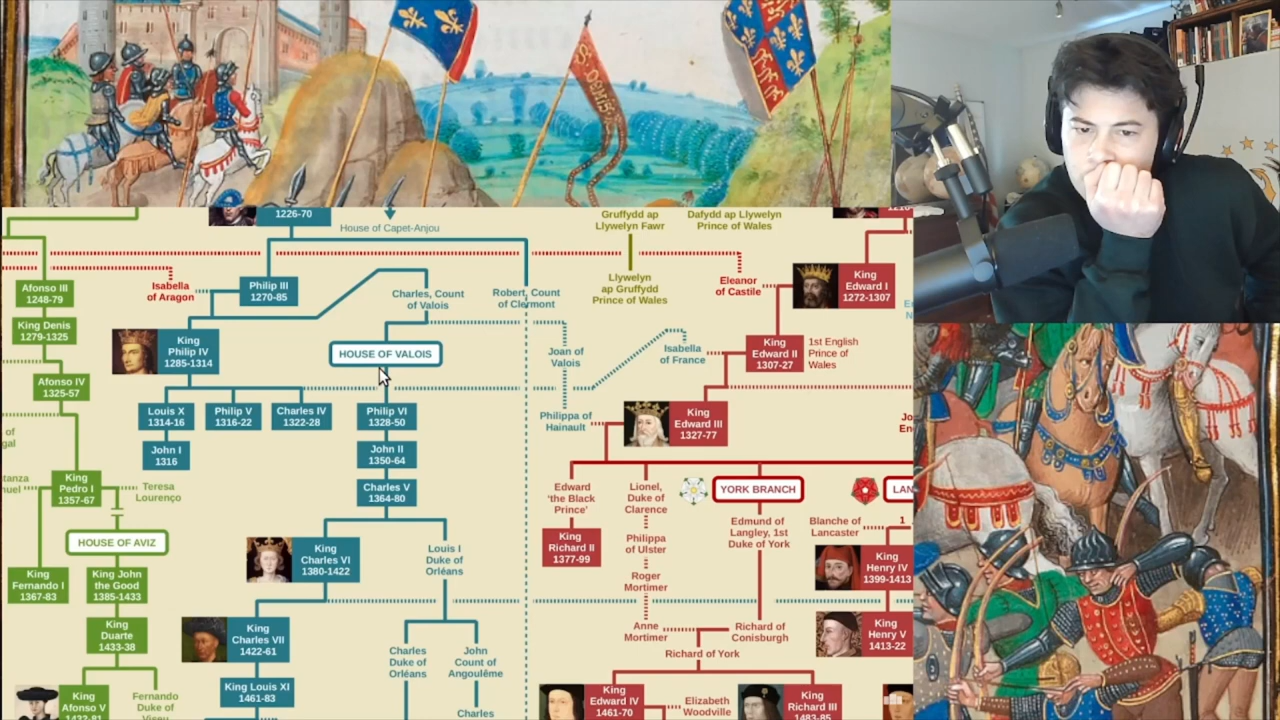 S. DENIS
1226-70
House of Capet-Anjou
Gruffydd ap
Llywelyn Fawr
Dafydd ap Llywelyn
Prince of Wales
Afonso III
1248-79
Isabella
of Aragon
Philip III
1270-85
Charles, Count
of Valois
Robert, Count
of Clermont
Llywelyn
ap Gruffydd
Prince of Wales
Eleanor
of Castile
King
Edward I
1272-1307
King Denis
1279-1325
King
Philip IV
1285-1314
HOUSE OF VALOIS
Joan of
Valois
Isabella
of France
King
Edward II
1307-27
1st English
Prince of
Wales
Afonso IV
1325-57
Louis X
1314-16
Philip V
1316-22
Charles IV
1322-28
Philip VI
1328-50
Philippa of
Hainault
King
Edward III
1327-77
John I
1316
John II
1350-64
King
Pedro I
1357-67
Teresa
Lourenço
Charles V
1364-80
Edward
‘the Black
Prince’
Lionel,
Duke of
Clarence
YORK BRANCH
LAN
HOUSE OF AVIZ
King
Richard II
1377-99
Philippa
of Ulster
Edmund of
Langley, 1st
Duke of York
Blanche of
Lancaster
1
King
Henry IV
1399-1413
King
Fernando I
1367-83
King John
the Good
1385-1433
King
Charles VI
1380-1422
Louis I
Duke of
Orléans
Roger
Mortimer
King
Duarte
1433-38
King
Charles VII
1422-61
Anne
Mortimer
Richard of
Conisburgh
King
Henry V
1413-22
Charles
Duke of
Orléans
John
Count of
Angoulême
Richard of York
King
Afonso V
1432-81
Fernando
Duke of
Viseu
King Louis XI
1461-83
Charles
King
Edward IV
1461-70
Elizabeth
Woodville
King
Richard III
1483-85